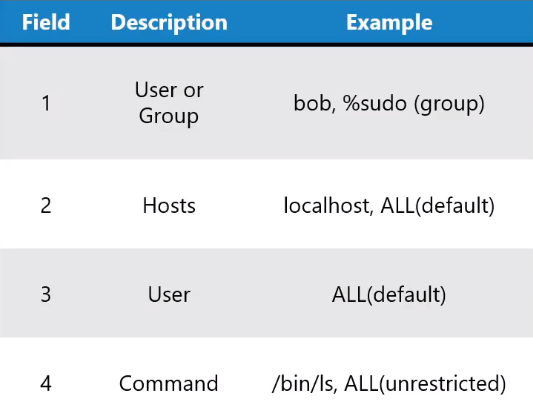 Field Description Example
1 User or Group bob, %sudo (group)
2 Hosts localhost, ALL(default)
3 User ALL(default)
4 Command /bin/ls, ALL(unrestricted)